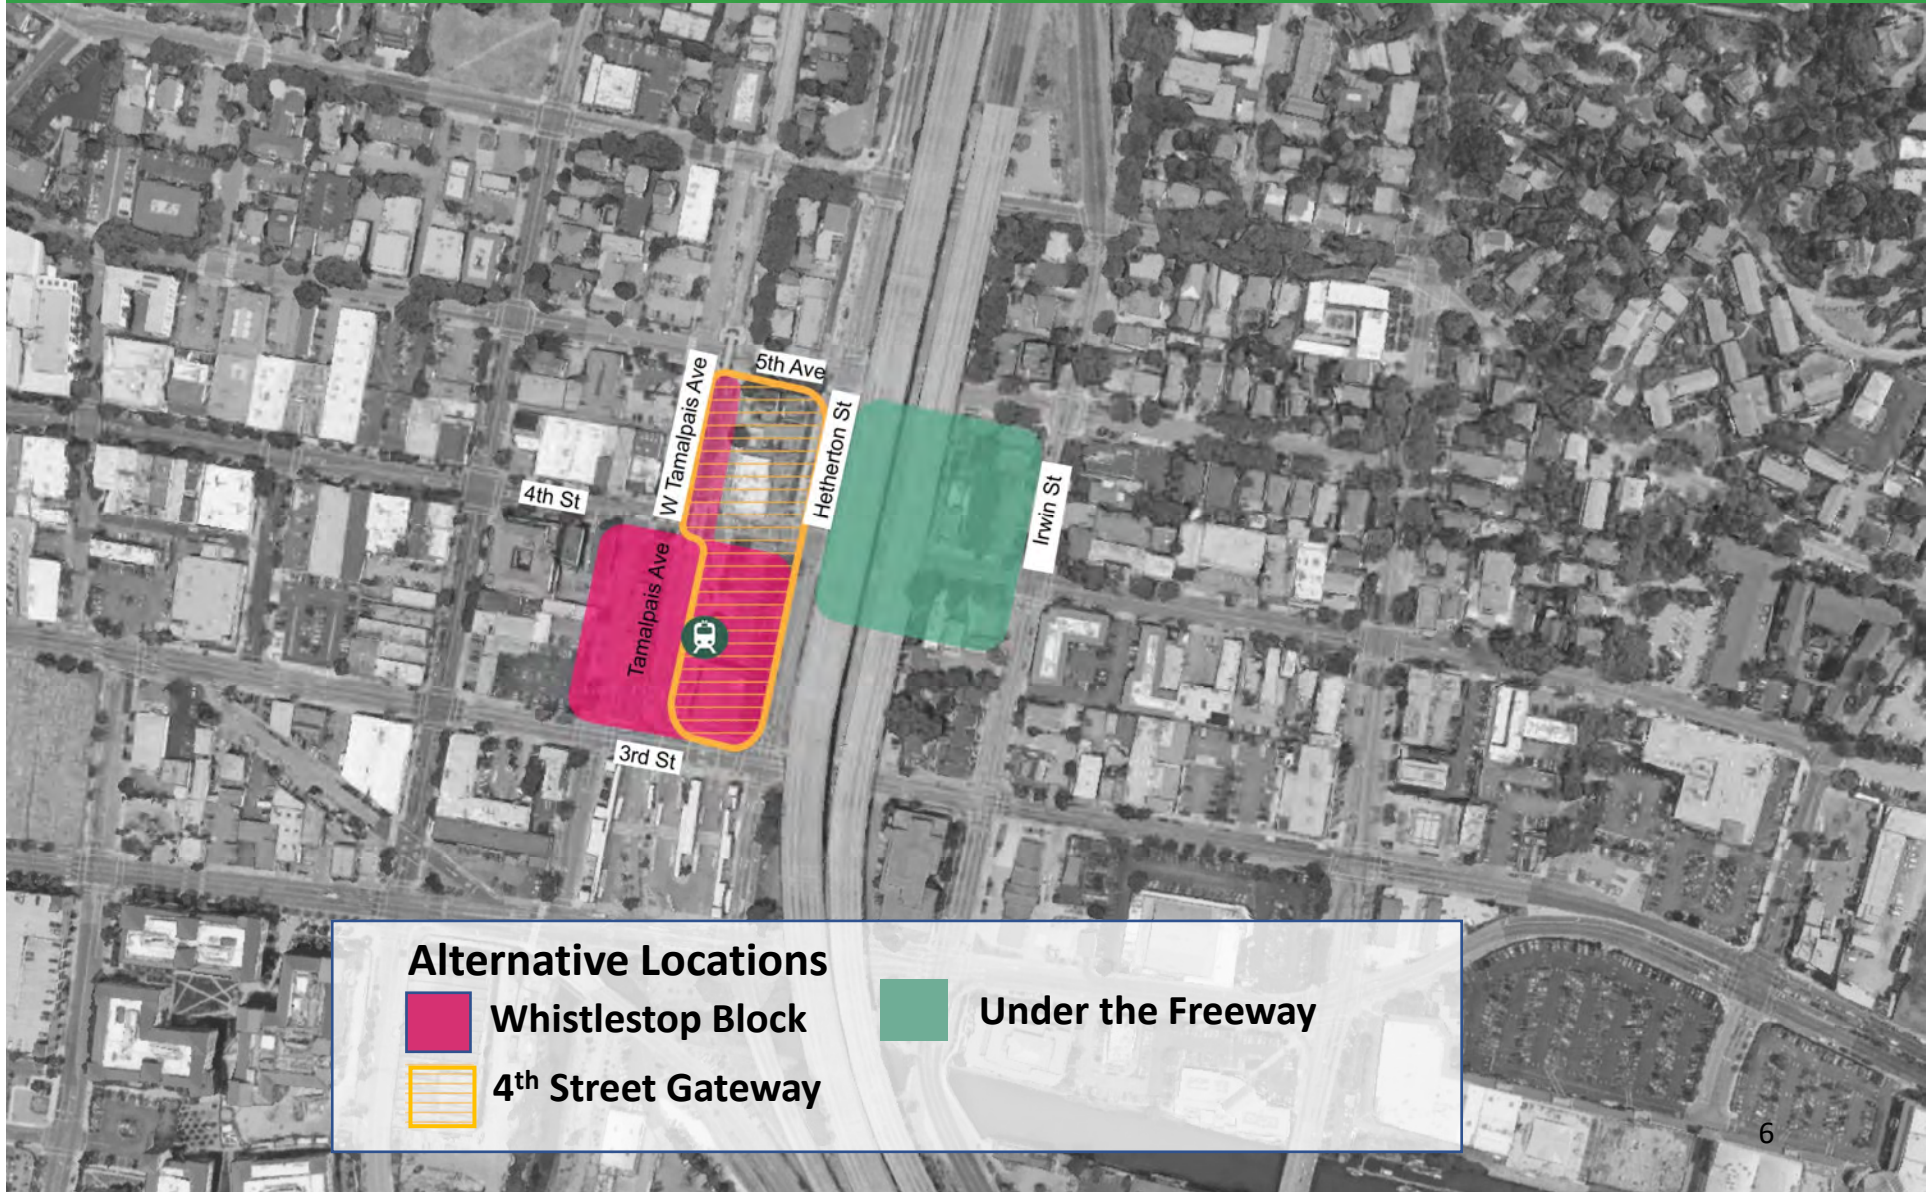 5th Ave
W Tamalpais Ave
Hetherton St
4th St
Irwin St
Tamalpais Ave
3rd St
Alternative Locations
Whistlestop Block
Under the Freeway
4th Street Gateway
6